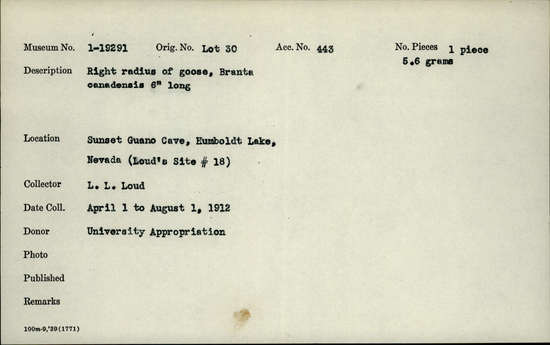 Museum No. 1-19291 Orig. No. Lot 30 Acc. No. 443 No. Pieces 1 piece
5.6 grams
Description Right radius of goose, Branta
canadensis 6" long
Location Sunset Guano Cave, Humboldt Lake,
Nevada (Loud's Site # 18)
Collector L. L. Loud
Date Coll. April 1 to August 1, 1912
Donor University Appropriation
Photo
Published
Remarks
100m-9,'39(1771)